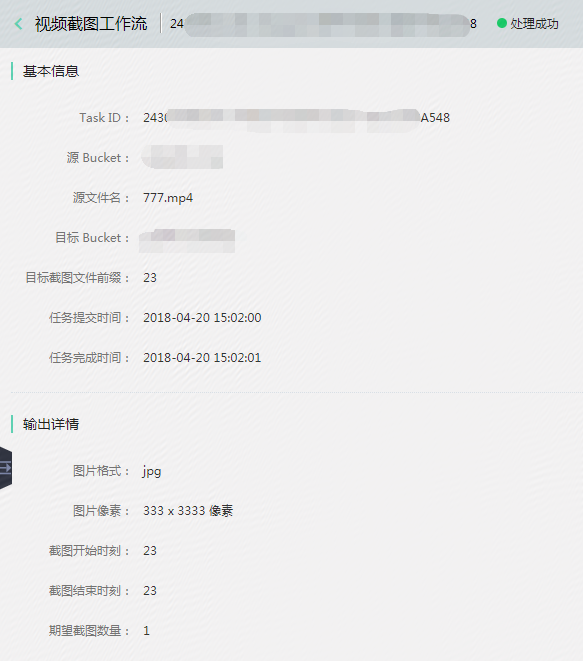 视频截图工作流 24 8 处理成功
基本信息
Task ID： 243 A548
源 Bucket：
源文件名： 777.mp4
目标 Bucket：
目标截图文件前缀： 23
任务提交时间： 2018-04-20 15:02:00
任务完成时间： 2018-04-20 15:02:01
输出详情
图片格式： jpg
图片像素： 333 x 3333 像素
截图开始时刻： 23
截图结束时刻： 23
期望截图数量： 1